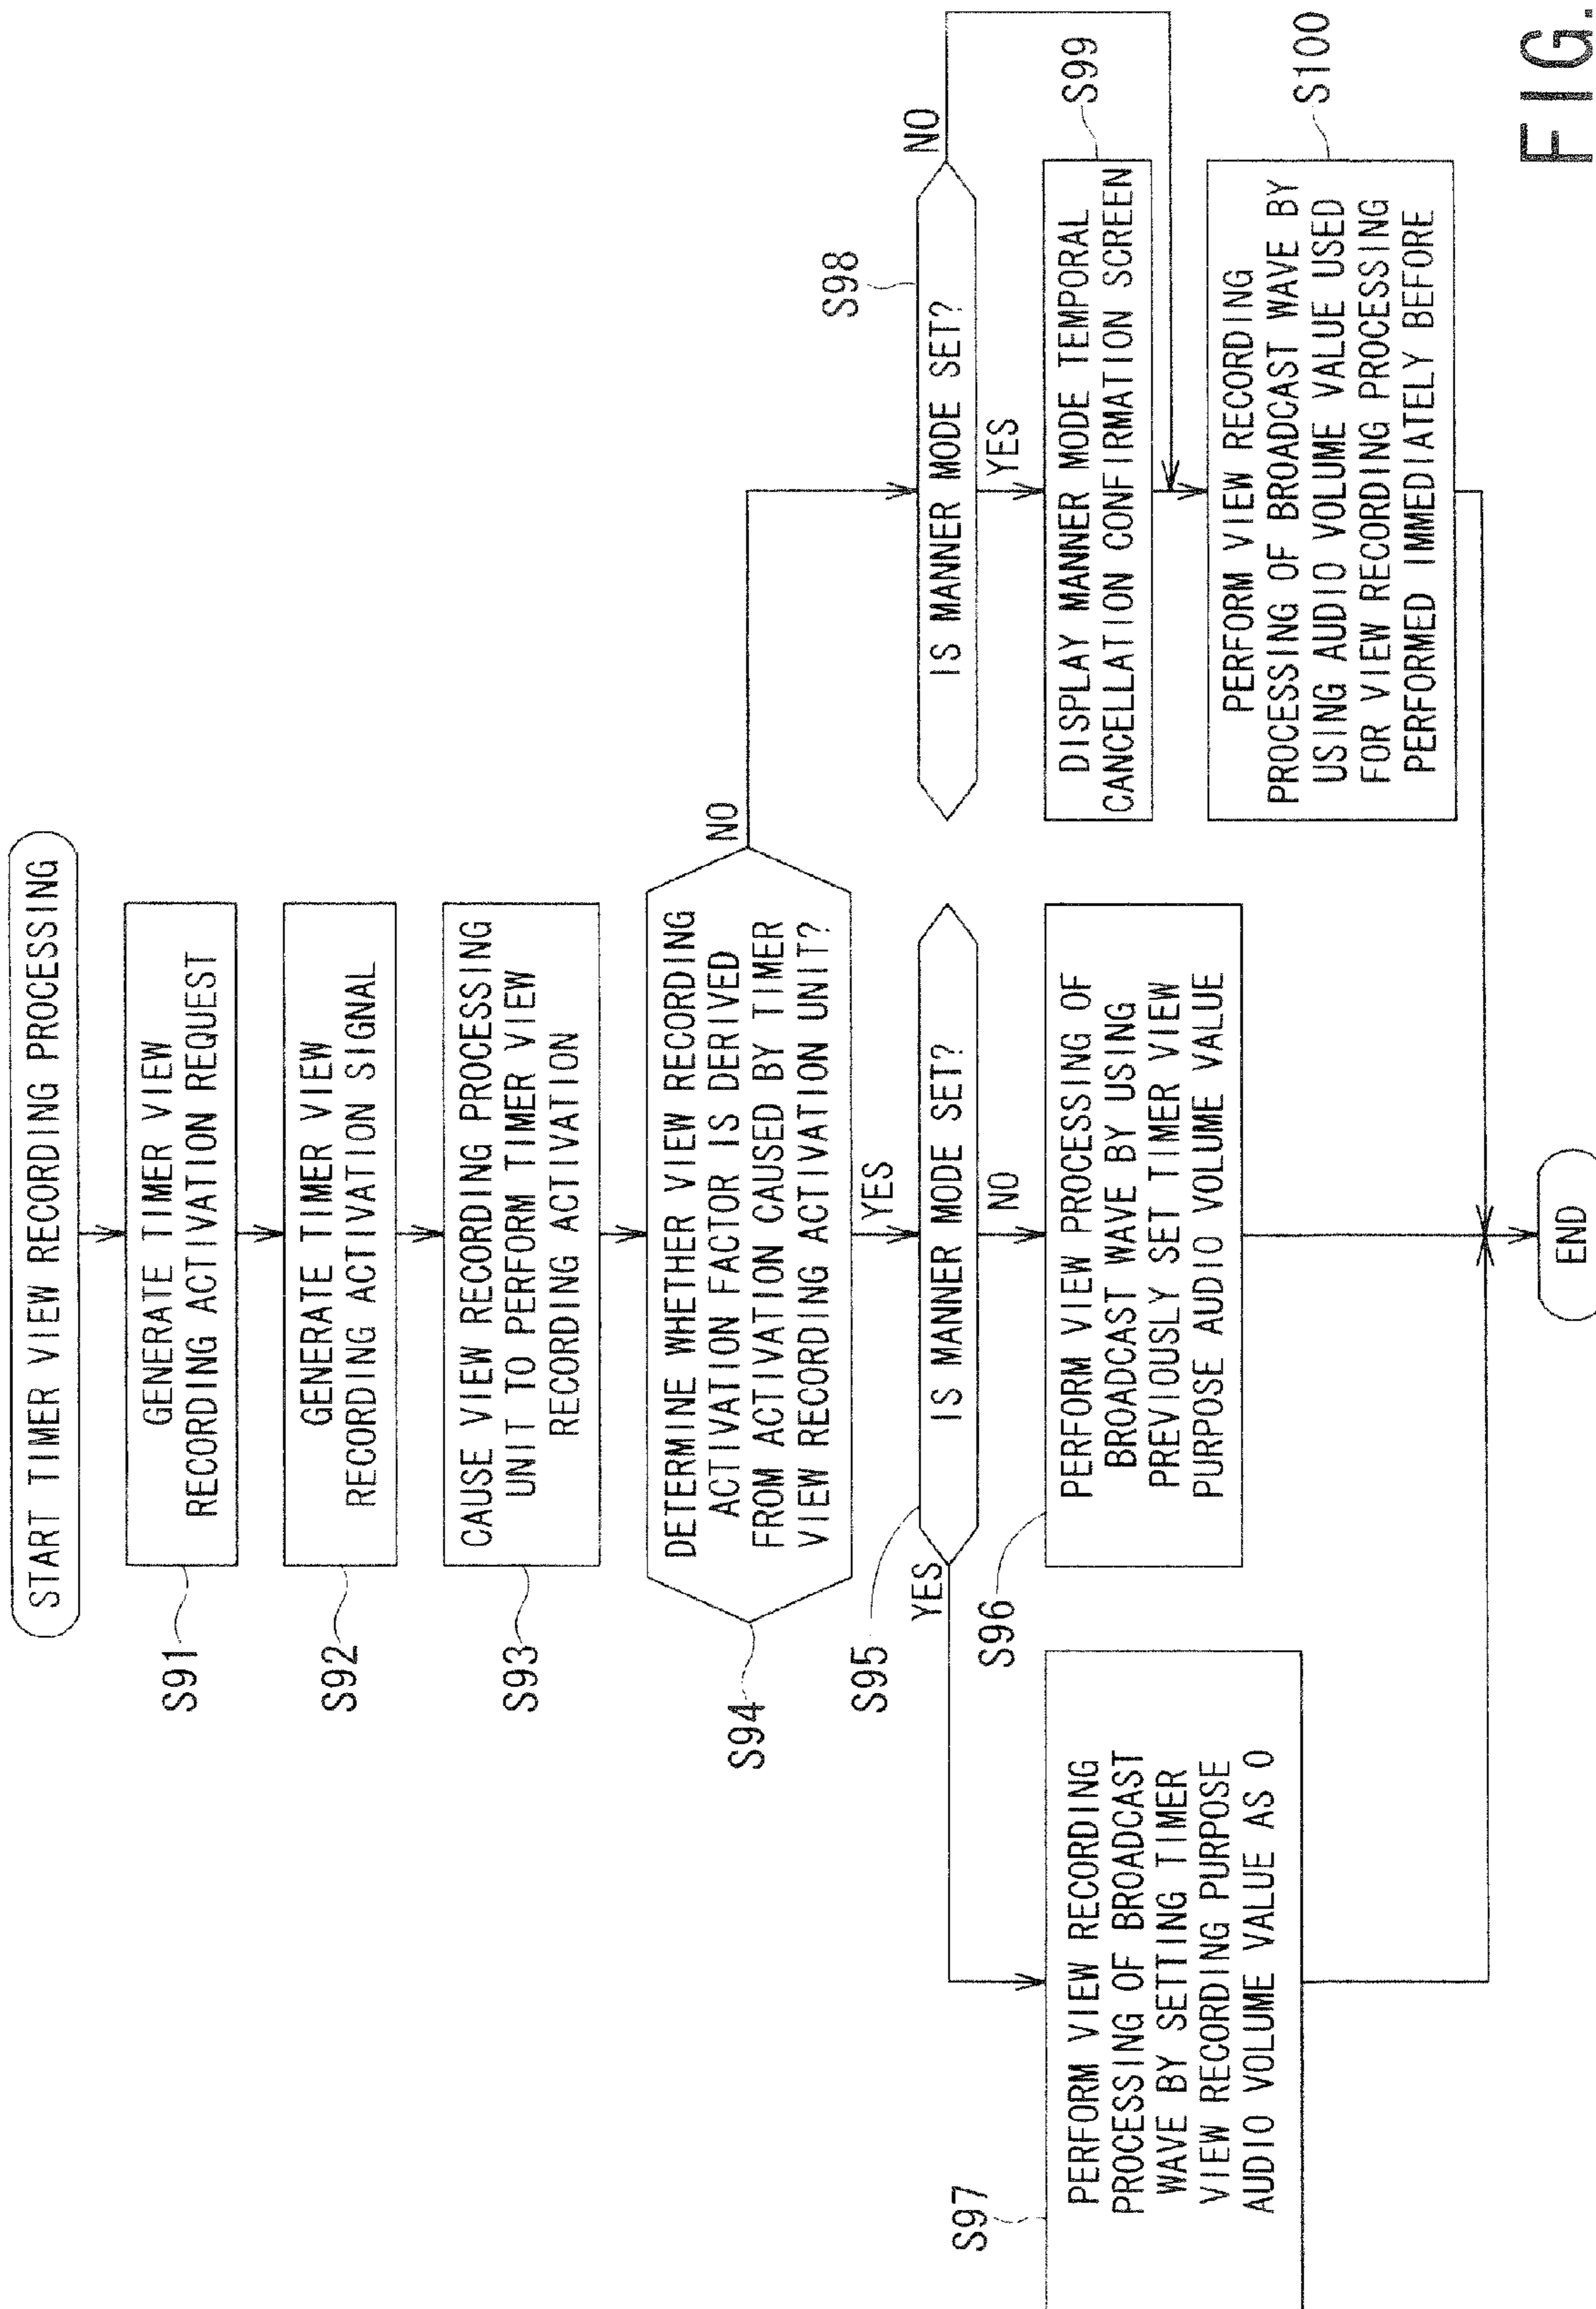 START TIMER VIEW RECORDING PROCESSING
S91
GENERATE TIMER VIEW
RECORDING ACTIVATION REQUEST
S92
GENERATE TIMER VIEW
RECORDING ACTIVATION SIGNAL
S93
CAUSE VIEW RECORDING PROCESSING
UNIT TO PERFORM TIMER VIEW
RECORDING ACTIVATION
S94
DETERMINE WHETHER VIEW RECORDING
ACTIVATION FACTOR IS DERIVED
FROM ACTIVATION CAUSED BY TIMER
VIEW RECORDING ACTIVATION UNIT?
NO
YES
S95
IS MANNER MODE SET?
YES
NO
S98
IS MANNER MODE SET?
NO
YES
S97
PERFORM VIEW RECORDING
PROCESSING OF BROADCAST
WAVE BY SETTING TIMER
VIEW RECORDING PURPOSE
AUDIO VOLUME VALUE AS 0
S96
PERFORM VIEW PROCESSING OF
BROADCAST WAVE BY USING
PREVIOUSLY SET TIMER VIEW
PURPOSE AUDIO VOLUME VALUE
S99
DISPLAY MANNER MODE TEMPORAL
CANCELLATION CONFIRMATION SCREEN
S100
PERFORM VIEW RECORDING
PROCESSING OF BROADCAST WAVE BY
USING AUDIO VOLUME VALUE USED
FOR VIEW RECORDING PROCESSING
PERFORMED IMMEDIATELY BEFORE
END
FIG.